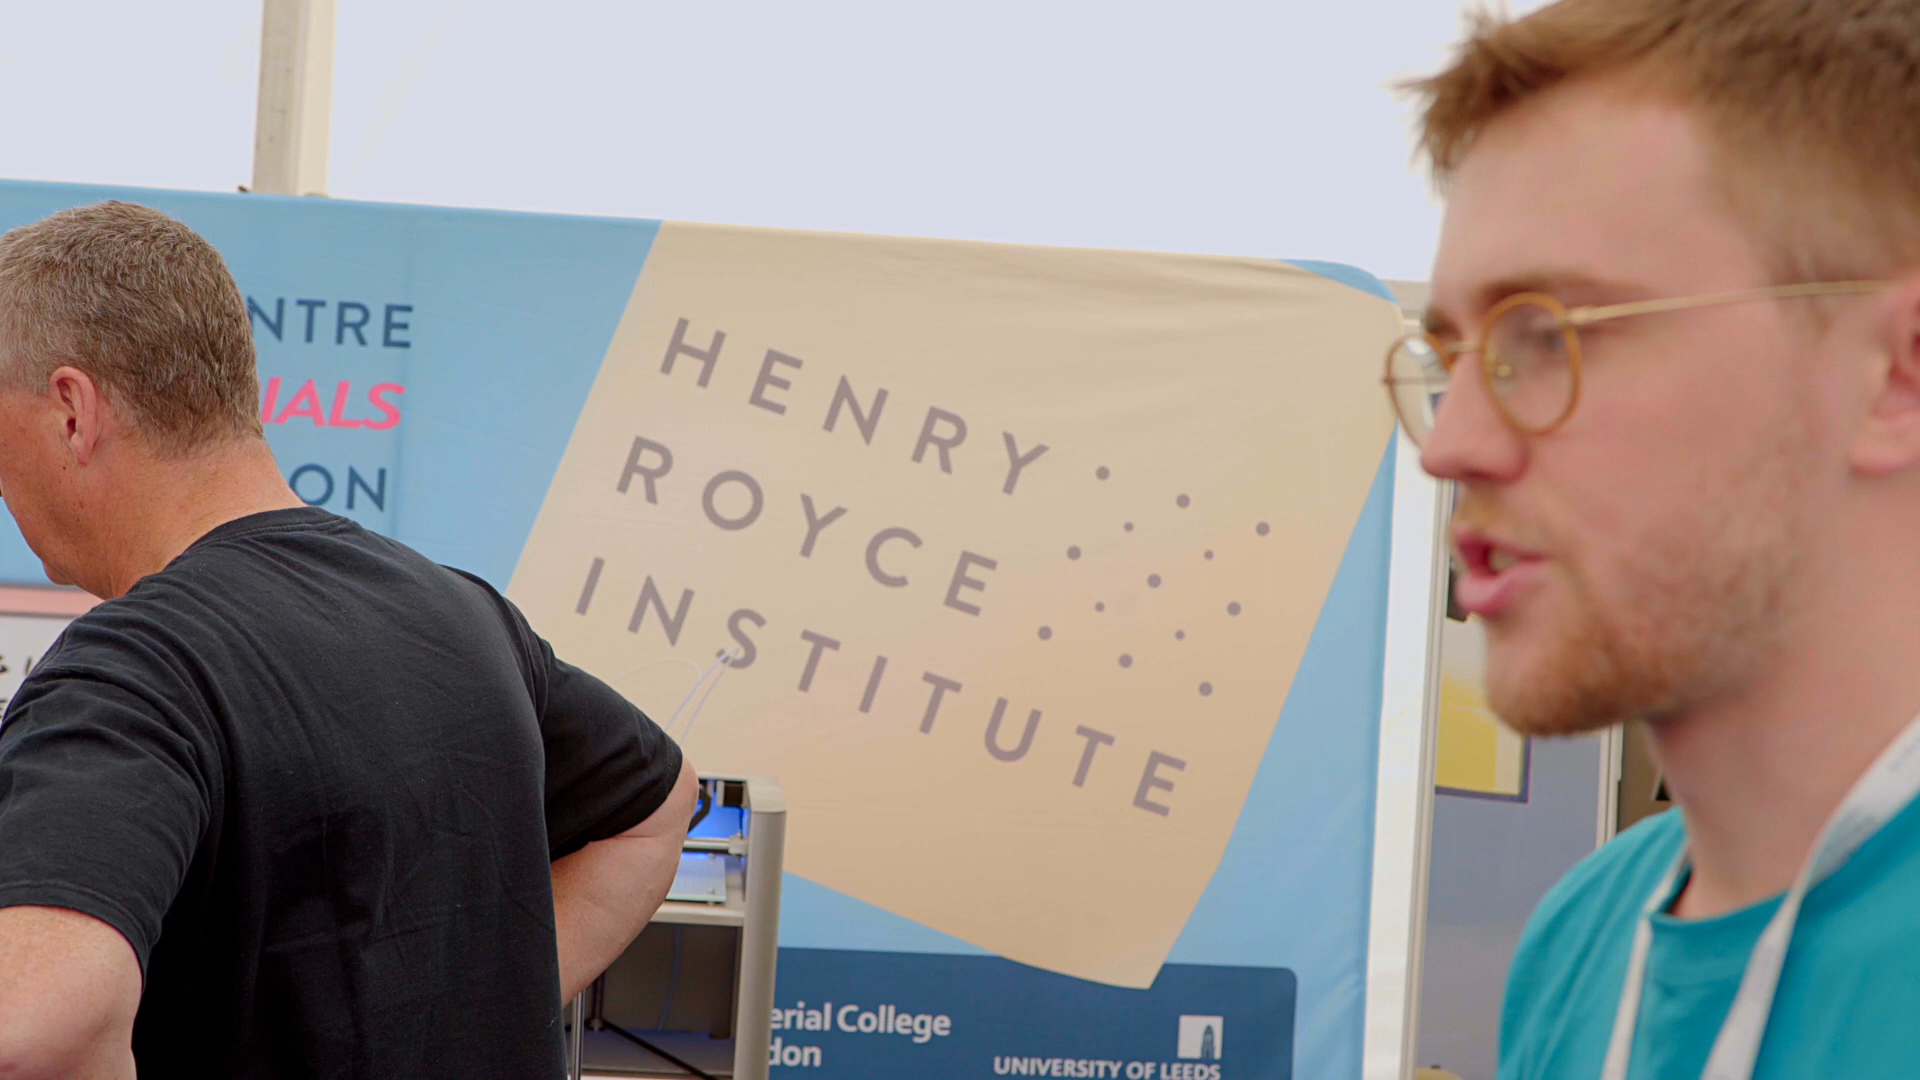 NTRE
IALS
ON
HENRY
ROYCE
INSTITUTE
erial College
don
UNIVERSITY OF LEEDS